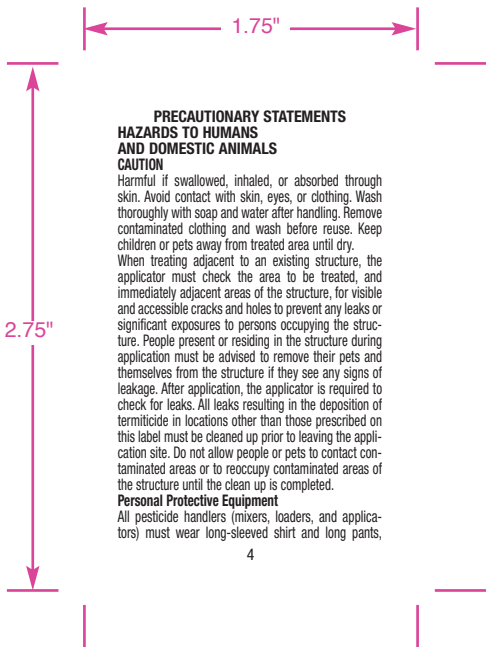 1.75"
PRECAUTIONARY STATEMENTS
HAZARDS TO HUMANS
AND DOMESTIC ANIMALS
CAUTION
Harmful if swallowed, inhaled, or absorbed through
skin. Avoid contact with skin, eyes, or clothing. Wash
thoroughly with soap and water after handling. Remove
contaminated clothing and wash before reuse. Keep
children or pets away from treated area until dry.
When treating adjacent to an existing structure, the
applicator must check the area to be treated, and
immediately adjacent areas of the structure, for visible
and accessible cracks and holes to prevent any leaks or
significant exposures to persons occupying the struc-
ture. People present or residing in the structure during
application must be advised to remove their pets and
themselves from the structure if they see any signs of
leakage. After application, the applicator is required to
check for leaks. All leaks resulting in the deposition of
termiticide in locations other than those prescribed on
this label must be cleaned up prior to leaving the appli-
cation site. Do not allow people or pets to contact con-
taminated areas or to reoccupy contaminated areas of
the structure until the clean up is completed.
Personal Protective Equipment
All pesticide handlers (mixers, loaders, and applica-
tors) must wear long-sleeved shirt and long pants,
4
2.75"